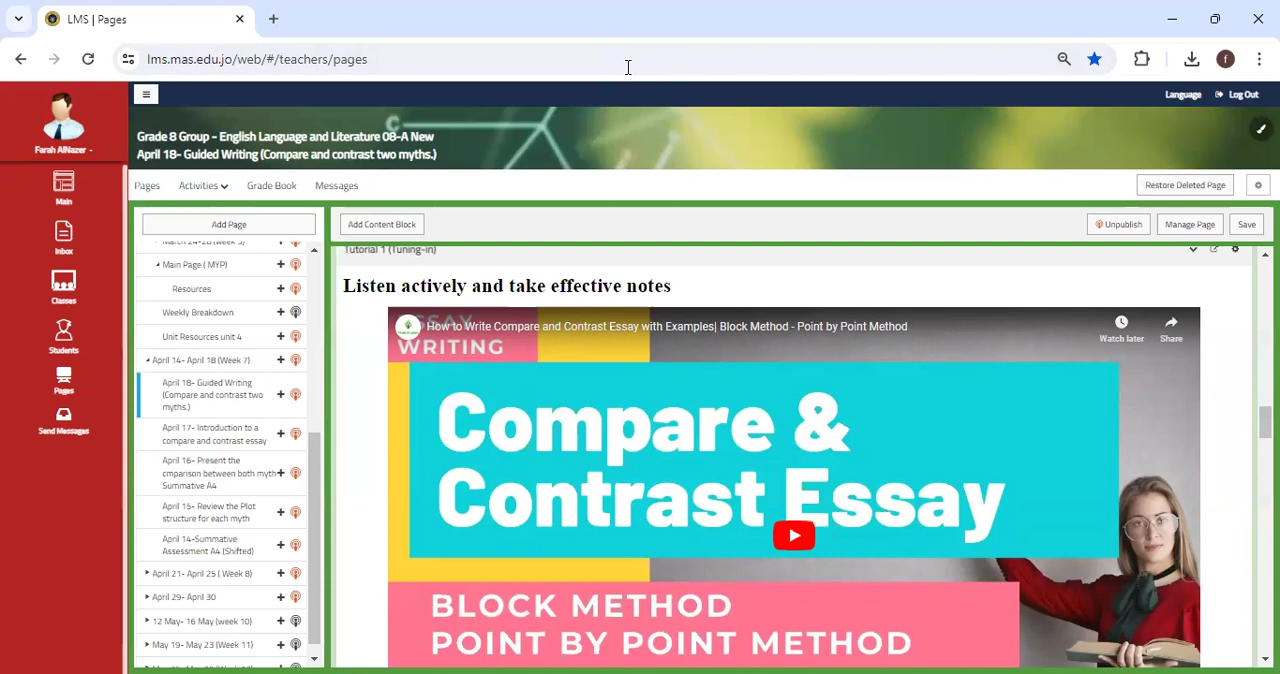 LMS | Pages
lms.mas.edu.jo/web/#/teachers/pages
f
Language
Log Out
Farah AlNazer
Grade 8 Group - English Language and Literature 08-A New
April 18- Guided Writing (Compare and contrast two myths.)
Pages
Activities
Grade Book
Messages
Restore Deleted Page
Main
Inbox
Classes
Students
Pages
Send Messages
Add Page
Add Content Block
Unpublish
Manage Page
Save
March 24-28 (week 5)
Main Page ( MYP)
Resources
Weekly Breakdown
Unit Resources unit 4
April 14- April 18 (Week 7)
April 18- Guided Writing
(Compare and contrast two
myths.)
April 17- Introduction to a
compare and contrast essay
April 16- Present the
cmparison between both myth
Summative A4
April 15- Review the Plot
structure for each myth
April 14-Summative
Assessment A4 (Shifted)
April 21- April 25 ( Week 8)
April 29- April 30
12 May- 16 May (week 10)
May 19- May 23 (Week 11)
Tutorial 1 (Tuning-in)
Listen actively and take effective notes
How to Write Compare and Contrast Essay with Examples| Block Method - Point by Point Method
Watch later
Share
ESSAY
WRITING
Compare &
Contrast Essay
BLOCK METHOD
POINT BY POINT METHOD